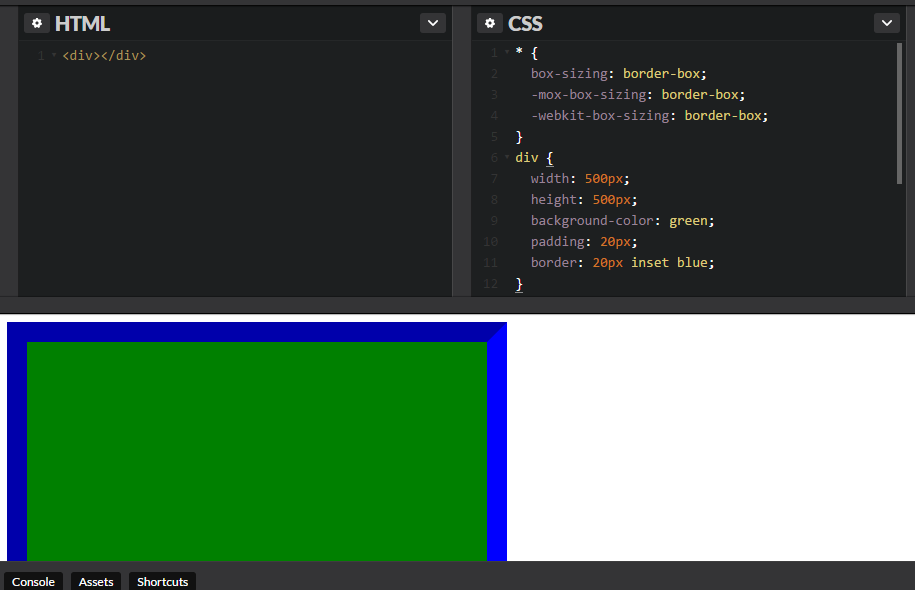 HTML
1 <div></div>
CSS
1 * {
2 box-sizing: border-box;
3 -mox-box-sizing: border-box;
4 -webkit-box-sizing: border-box;
5 }
6 div {
7 width: 500px;
8 height: 500px;
9 background-color: green;
10 padding: 20px;
11 border: 20px inset blue;
12 }
Console Assets Shortcuts